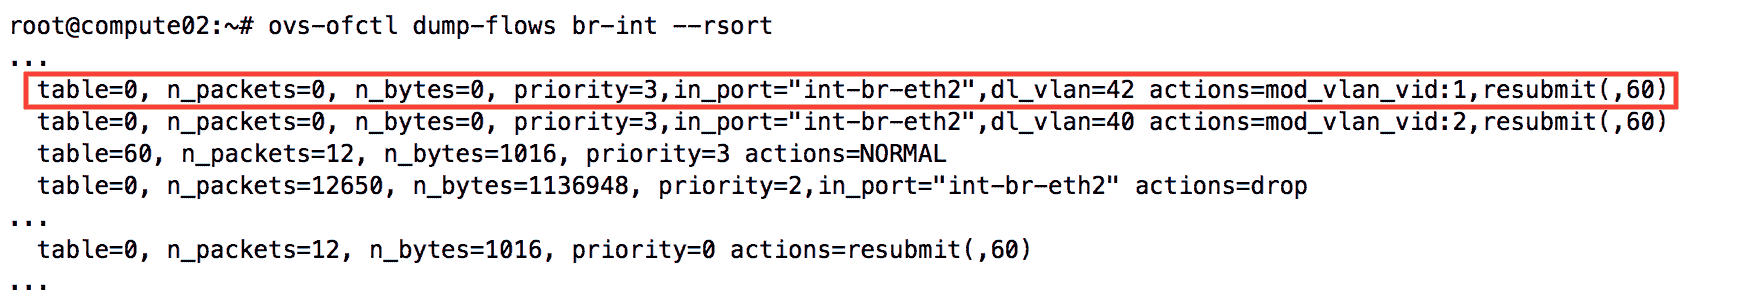 root@compute02:~# ovs-ofctl dump-flows br-int --rsort
...
table=0, n_packets=0, n_bytes=0, priority=3,in_port="int-br-eth2",dl_vlan=42 actions=mod_vlan_vid:1,resubmit(,60)
table=0, n_packets=0, n_bytes=0, priority=3,in_port="int-br-eth2",dl_vlan=40 actions=mod_vlan_vid:2,resubmit(,60)
table=60, n_packets=12, n_bytes=1016, priority=3 actions=NORMAL
table=0, n_packets=12650, n_bytes=1136948, priority=2,in_port="int-br-eth2" actions=drop
...
table=0, n_packets=12, n_bytes=1016, priority=0 actions=resubmit(,60)
...